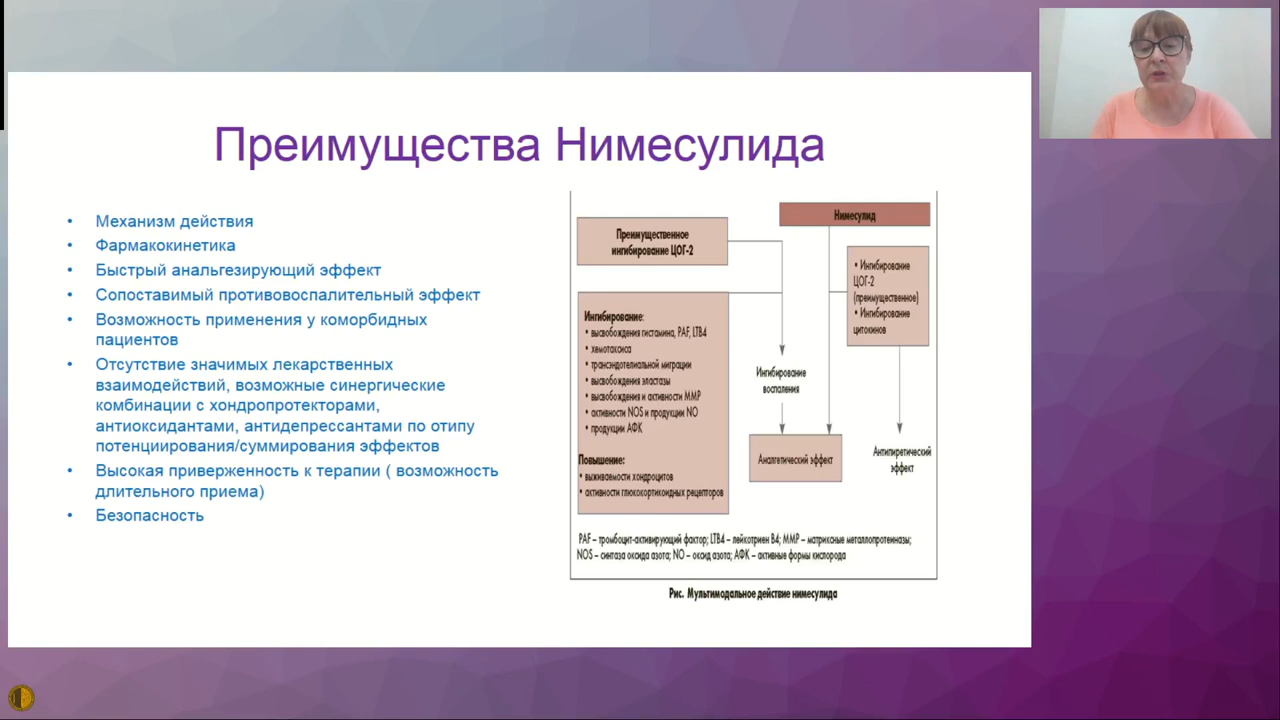 Преимущества Нимесулида
• Механизм действия
• Фармакокинетика
• Быстрый анальгезирующий эффект
• Сопоставимый противовоспалительный эффект
• Возможность применения у коморбидных
пациентов
• Отсутствие значимых лекарственных
взаимодействий, возможные синергические
комбинации с хондропротекторами,
антиоксидантами, антидепрессантами по отипу
потенциирования/суммирования эффектов
• Высокая приверженность к терапии ( возможность
длительного приема)
• Безопасность
Нимесулид
Преимущественное
ингибирование ЦОГ-2
• Ингибирование
ЦОГ-2
(преимущественное)
• Ингибирование
цитокинов
Ингибирование:
• высвобождения гистамина, PAF, LTB4
• хемотаксиса
• трансэндотелиальной миграции
• высвобождения эластазы
• высвобождения и активности ММР
• активности NOS и продукции NO
• продукции АФК
Повышение:
• выживаемости хондроцитов
• активности глюкокортикоидных рецепторов
Ингибирование
воспаления
Аналгетический эффект
Антипиретический
эффект
PAF – тромбоцит-активирующий фактор; LTB4 – лейкотриен B4; ММР – матриксные металлопротеиназы;
NOS – синтаза оксида азота; NO – оксид азота; АФК – активные формы кислорода
Рис. Мультимодальное действие нимесулида